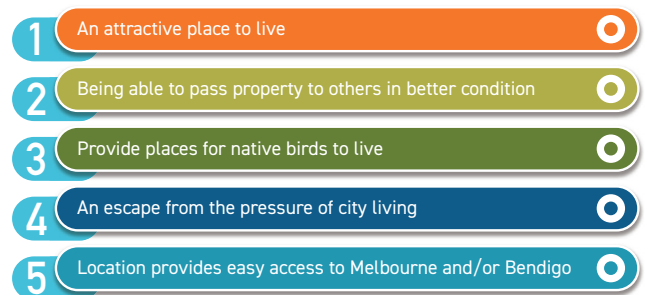 1 An attractive place to live
2 Being able to pass property to others in better condition
3 Provide places for native birds to live
4 An escape from the pressure of city living
5 Location provides easy access to Melbourne and/or Bendigo